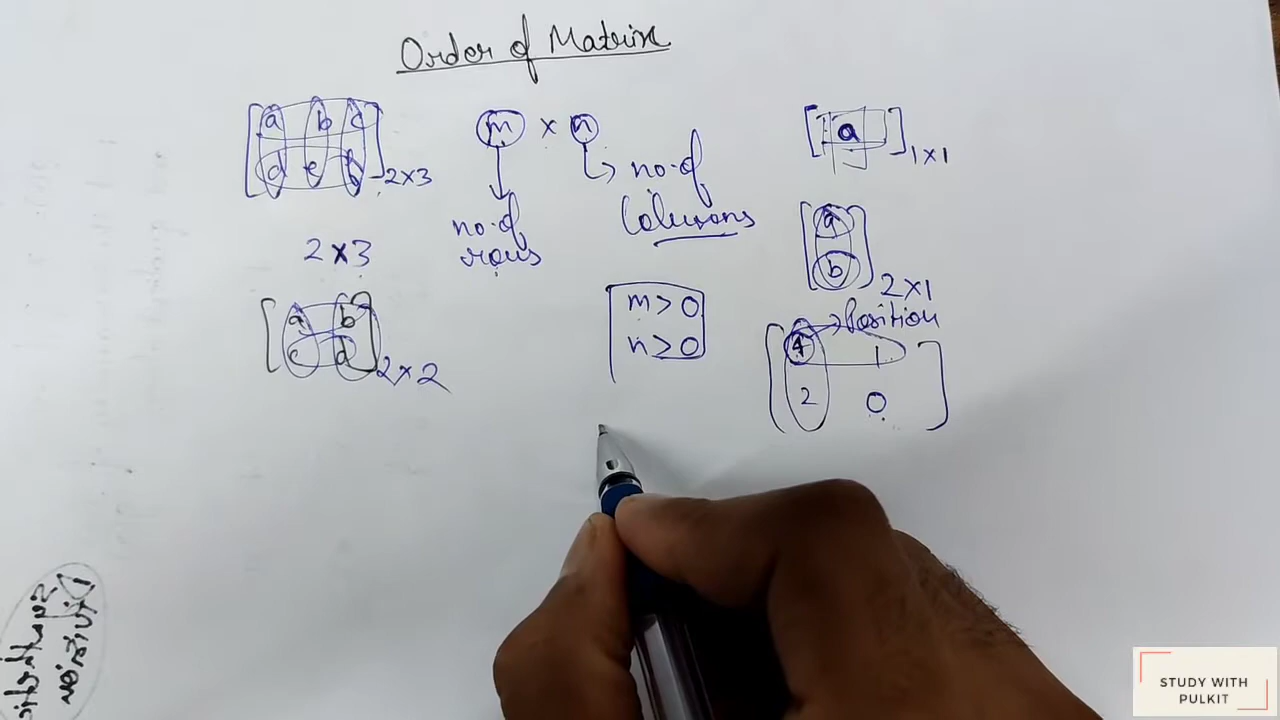 Order of Matrix
[a b c
d e f] 2×3
m × n
no. of rows
no. of Columns
[a] 1×1
2×3
[a
b] 2×1
[a b
c d] 2×2
m>0
n>0
Position
[4 1
2 0]
STUDY WITH
PULKIT